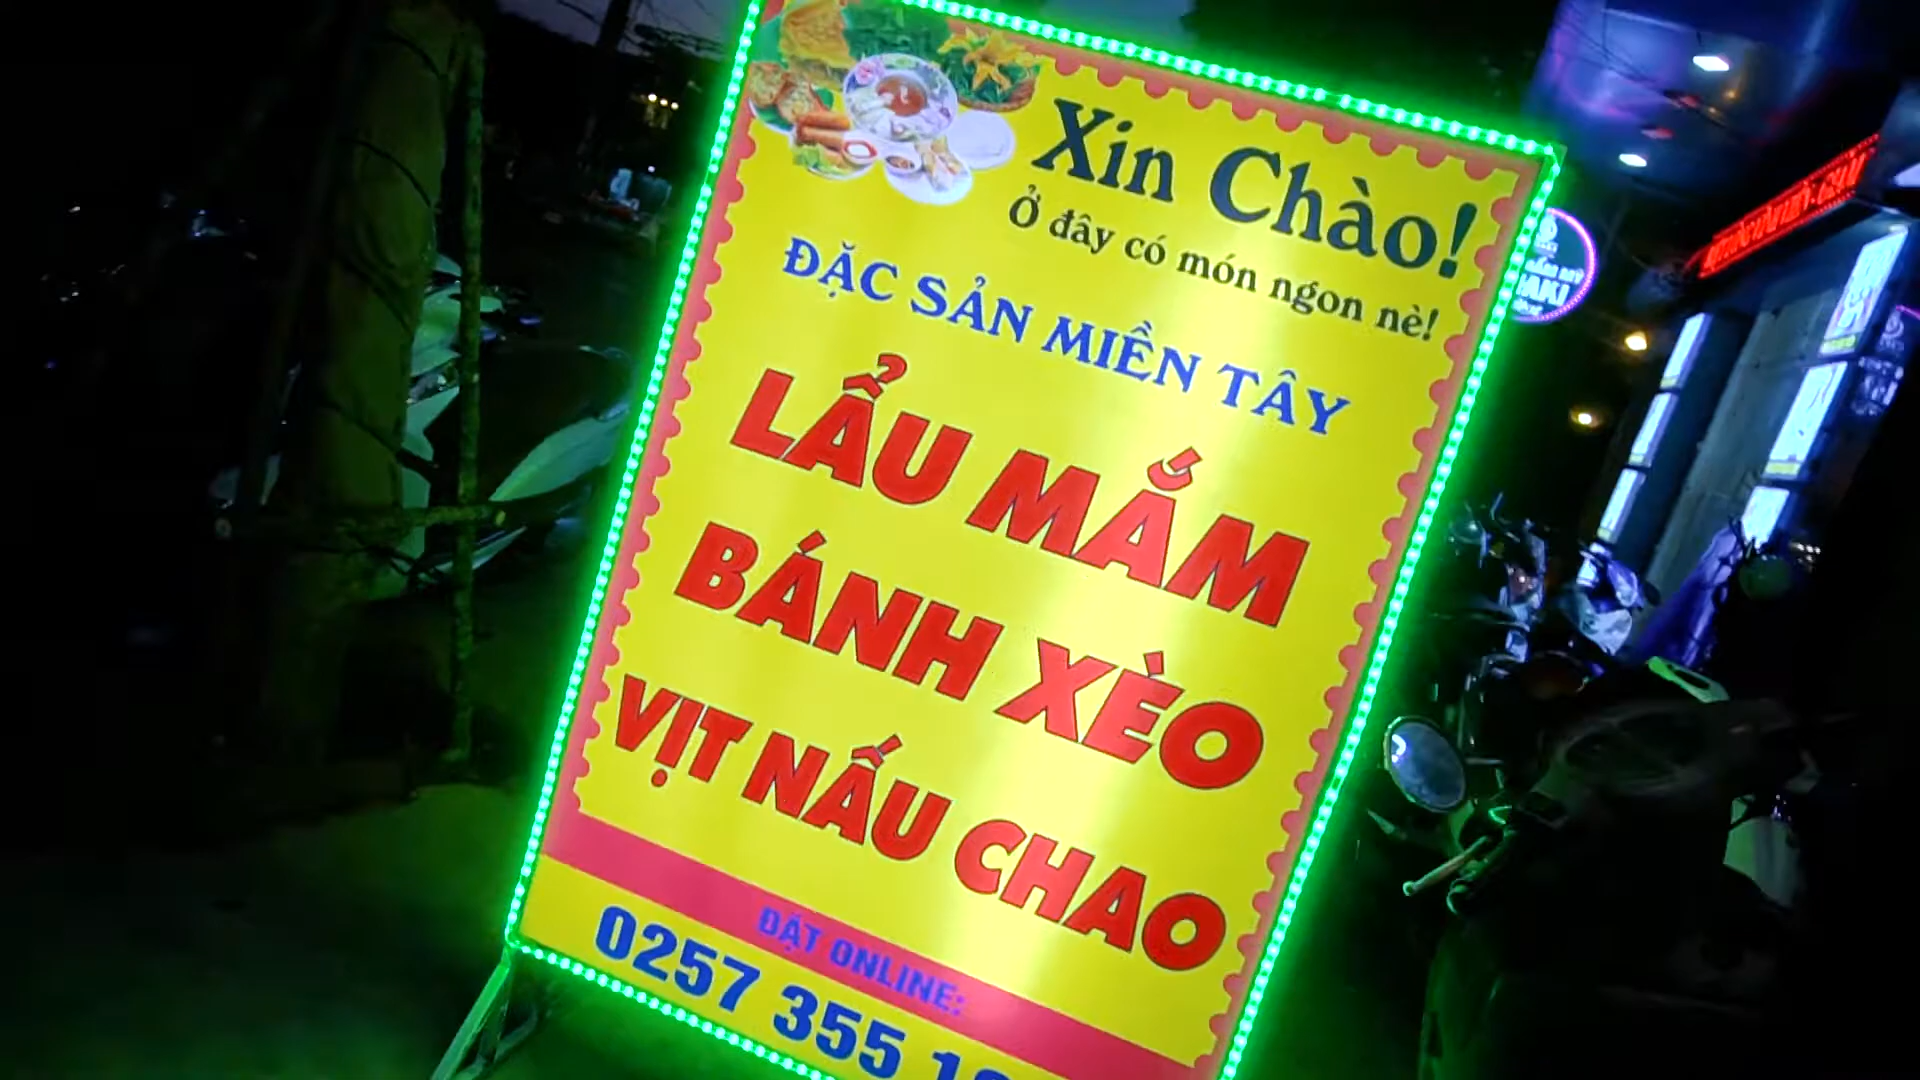 Xin Chào!
Ở đây có món ngon nè!
ĐẶC SẢN MIỀN TÂY
LẨU MẮM
BÁNH XÈO
VỊT NẤU CHAO
ĐẶT ONLINE:
0257 355